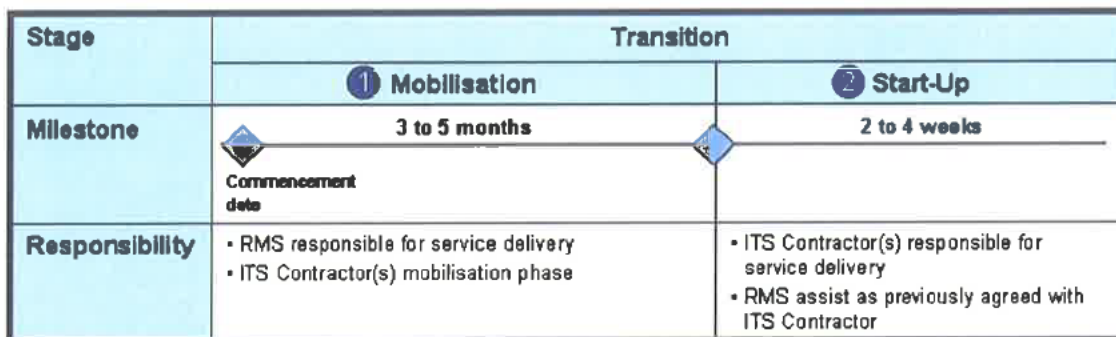 Stage
Transition
1 Mobilisation
2 Start-Up
Milestone
3 to 5 months
2 to 4 weeks
Commencement
date
Responsibility
• RMS responsible for service delivery
• ITS Contractor(s) mobilisation phase
• ITS Contractor(s) responsible for
service delivery
• RMS assist as previously agreed with
ITS Contractor